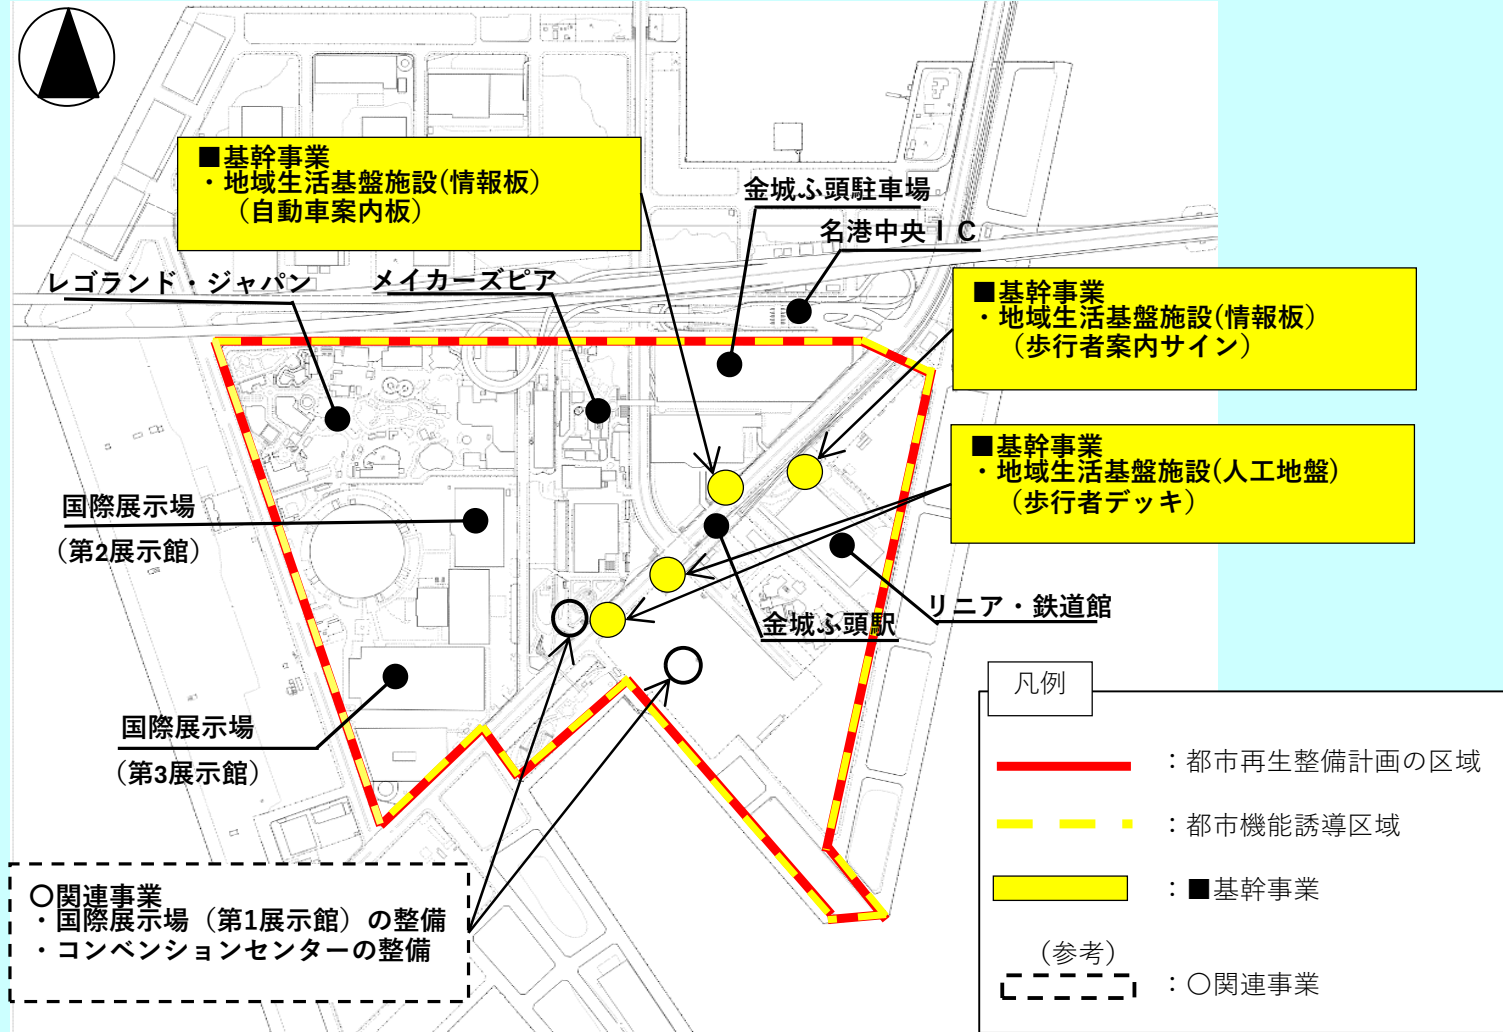 ■基幹事業
・地域生活基盤施設(情報板)
（自動車案内板）
金城ふ頭駐車場
名港中央ＩＣ
レゴランド・ジャパン
メイカーズピア
■基幹事業
・地域生活基盤施設(情報板)
（歩行者案内サイン）
■基幹事業
・地域生活基盤施設(人工地盤)
（歩行者デッキ）
国際展示場
（第2展示館）
リニア・鉄道館
金城ふ頭駅
国際展示場
（第3展示館）
〇関連事業
・国際展示場（第1展示館）の整備
・コンベンションセンターの整備
凡例
：都市再生整備計画の区域
：都市機能誘導区域
：■基幹事業
（参考）
：〇関連事業